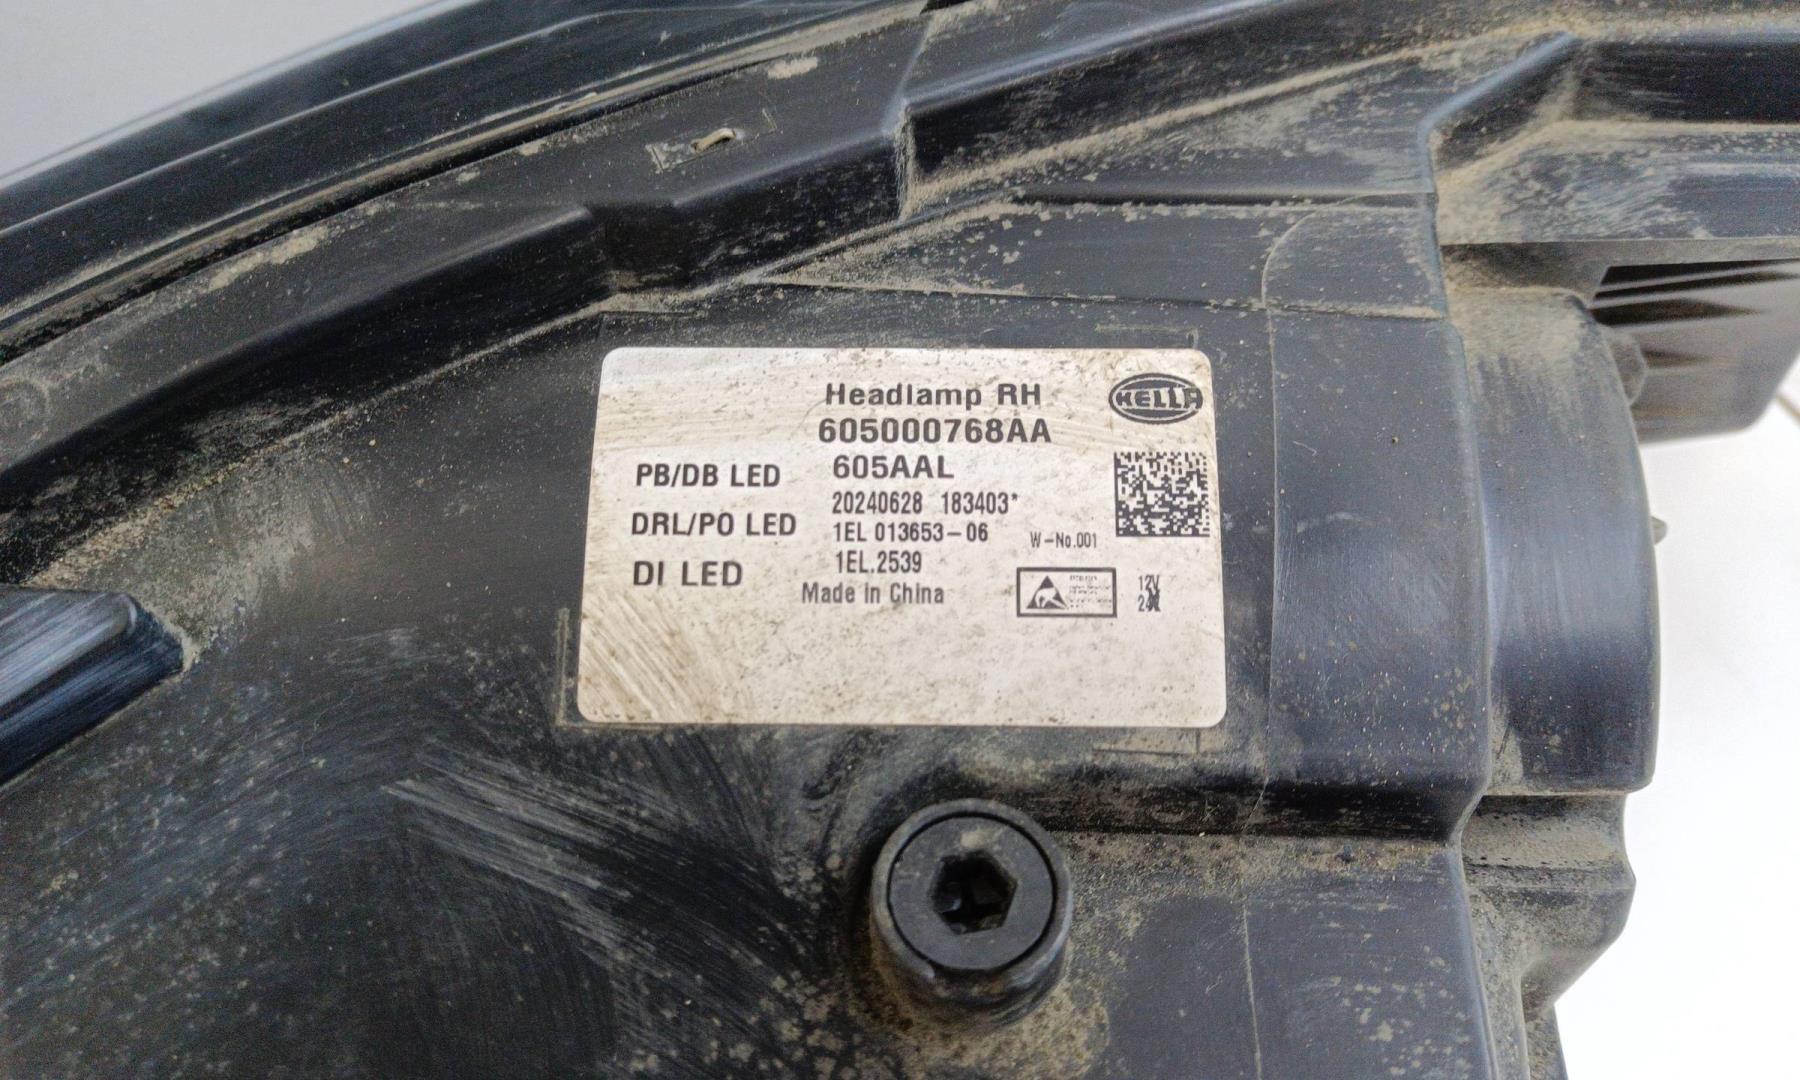 Headlamp RH
HELLA
605000768AA
PB/DB LED 605AAL
20240628 183403*
DRL/PO LED 1EL 013653-06
W-No.001
DI LED 1EL.2539
Made in China
12V